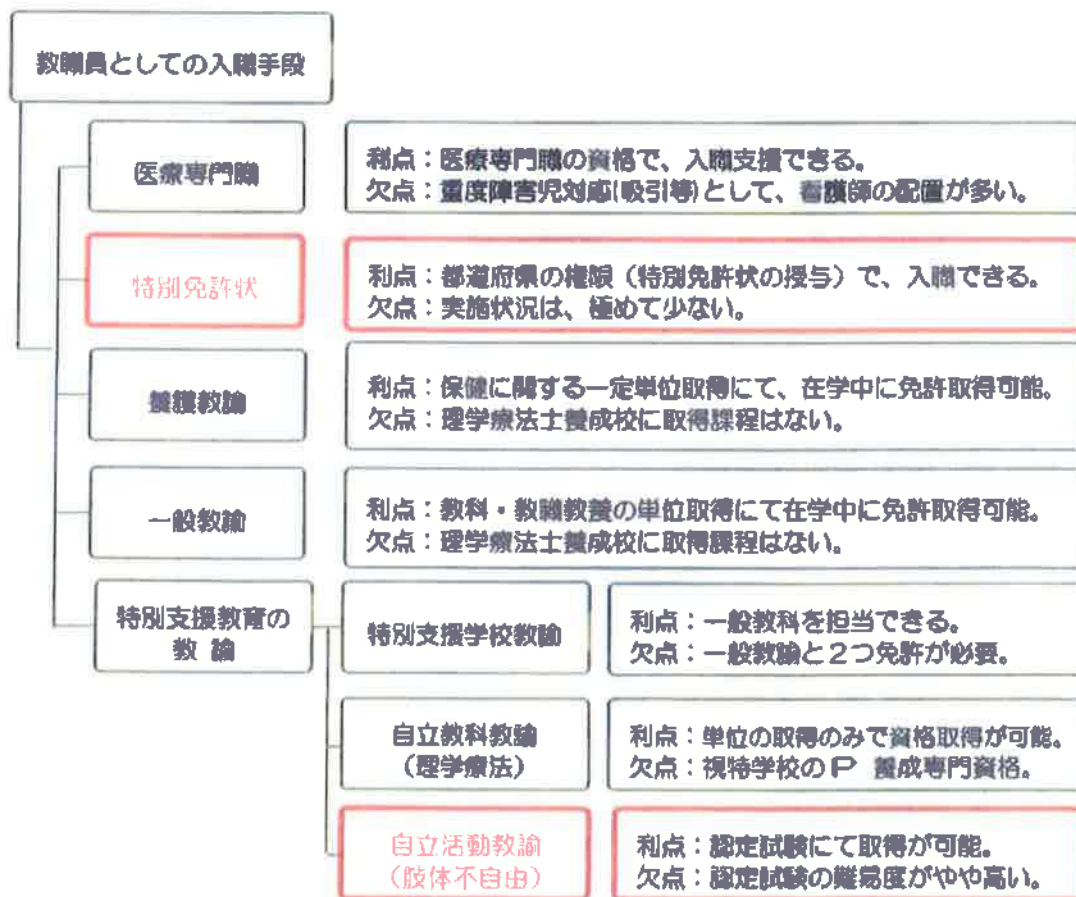 教職員としての入職手段
医療専門職
利点：医療専門職の資格で、入職支援できる。
欠点：重度障害児対応(吸引等)として、看護師の配置が多い。
特別免許状
利点：都道府県の権限（特別免許状の授与）で、入職できる。
欠点：実施状況は、極めて少ない。
養護教諭
利点：保健に関する一定単位取得にて、在学中に免許取得可能。
欠点：理学療法士養成校に取得課程はない。
一般教諭
利点：教科・教職教養の単位取得にて在学中に免許取得可能。
欠点：理学療法士養成校に取得課程はない。
特別支援教育の
教 諭
特別支援学校教諭
利点：一般教科を担当できる。
欠点：一般教諭と２つ免許が必要。
自立教科教諭
（理学療法）
利点：単位の取得のみで資格取得が可能。
欠点：視特学校のＰ 養成専門資格。
自立活動教諭
（肢体不自由）
利点：認定試験にて取得が可能。
欠点：認定試験の難易度がやや高い。